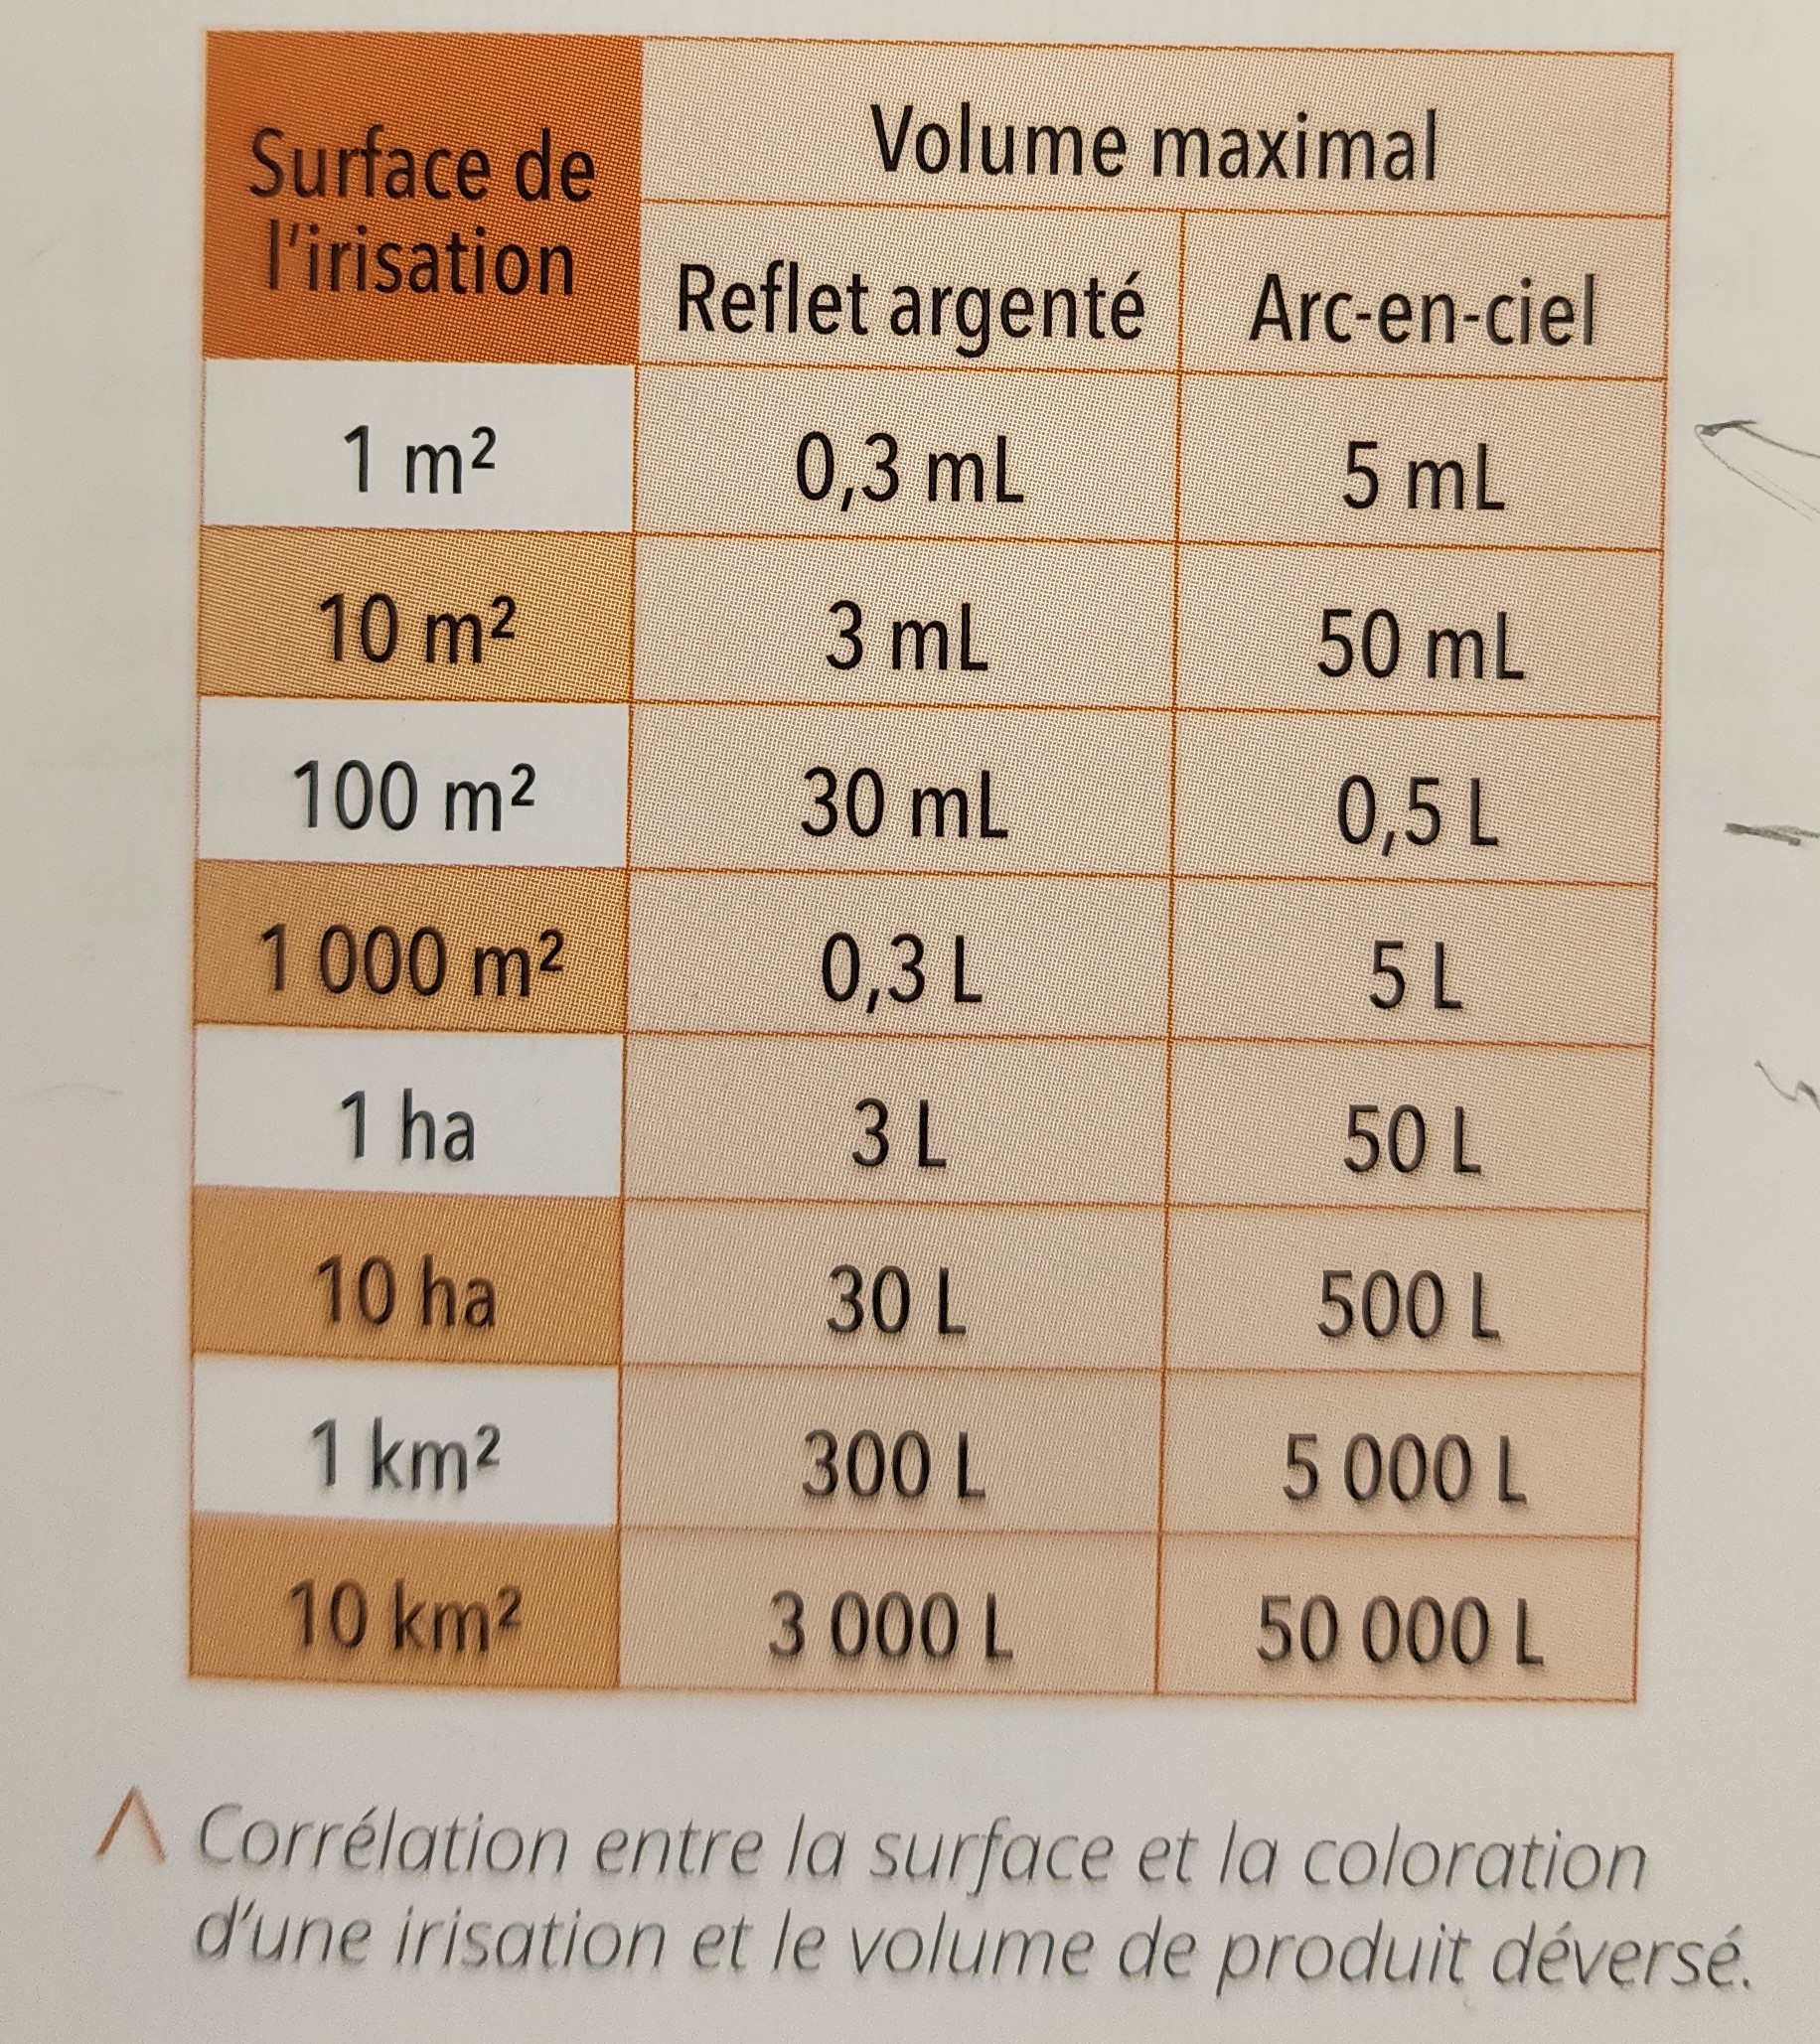 Surface de
l'irisation
Volume maximal
Reflet argenté Arc-en-ciel
1 m² 0,3 mL 5 mL
10 m² 3 mL 50 mL
100 m² 30 mL 0,5 L
1 000 m² 0,3 L 5 L
1 ha 3 L 50 L
10 ha 30 L 500 L
1 km² 300 L 5 000 L
10 km² 3 000 L 50 000 L
Corrélation entre la surface et la coloration
d'une irisation et le volume de produit déversé.